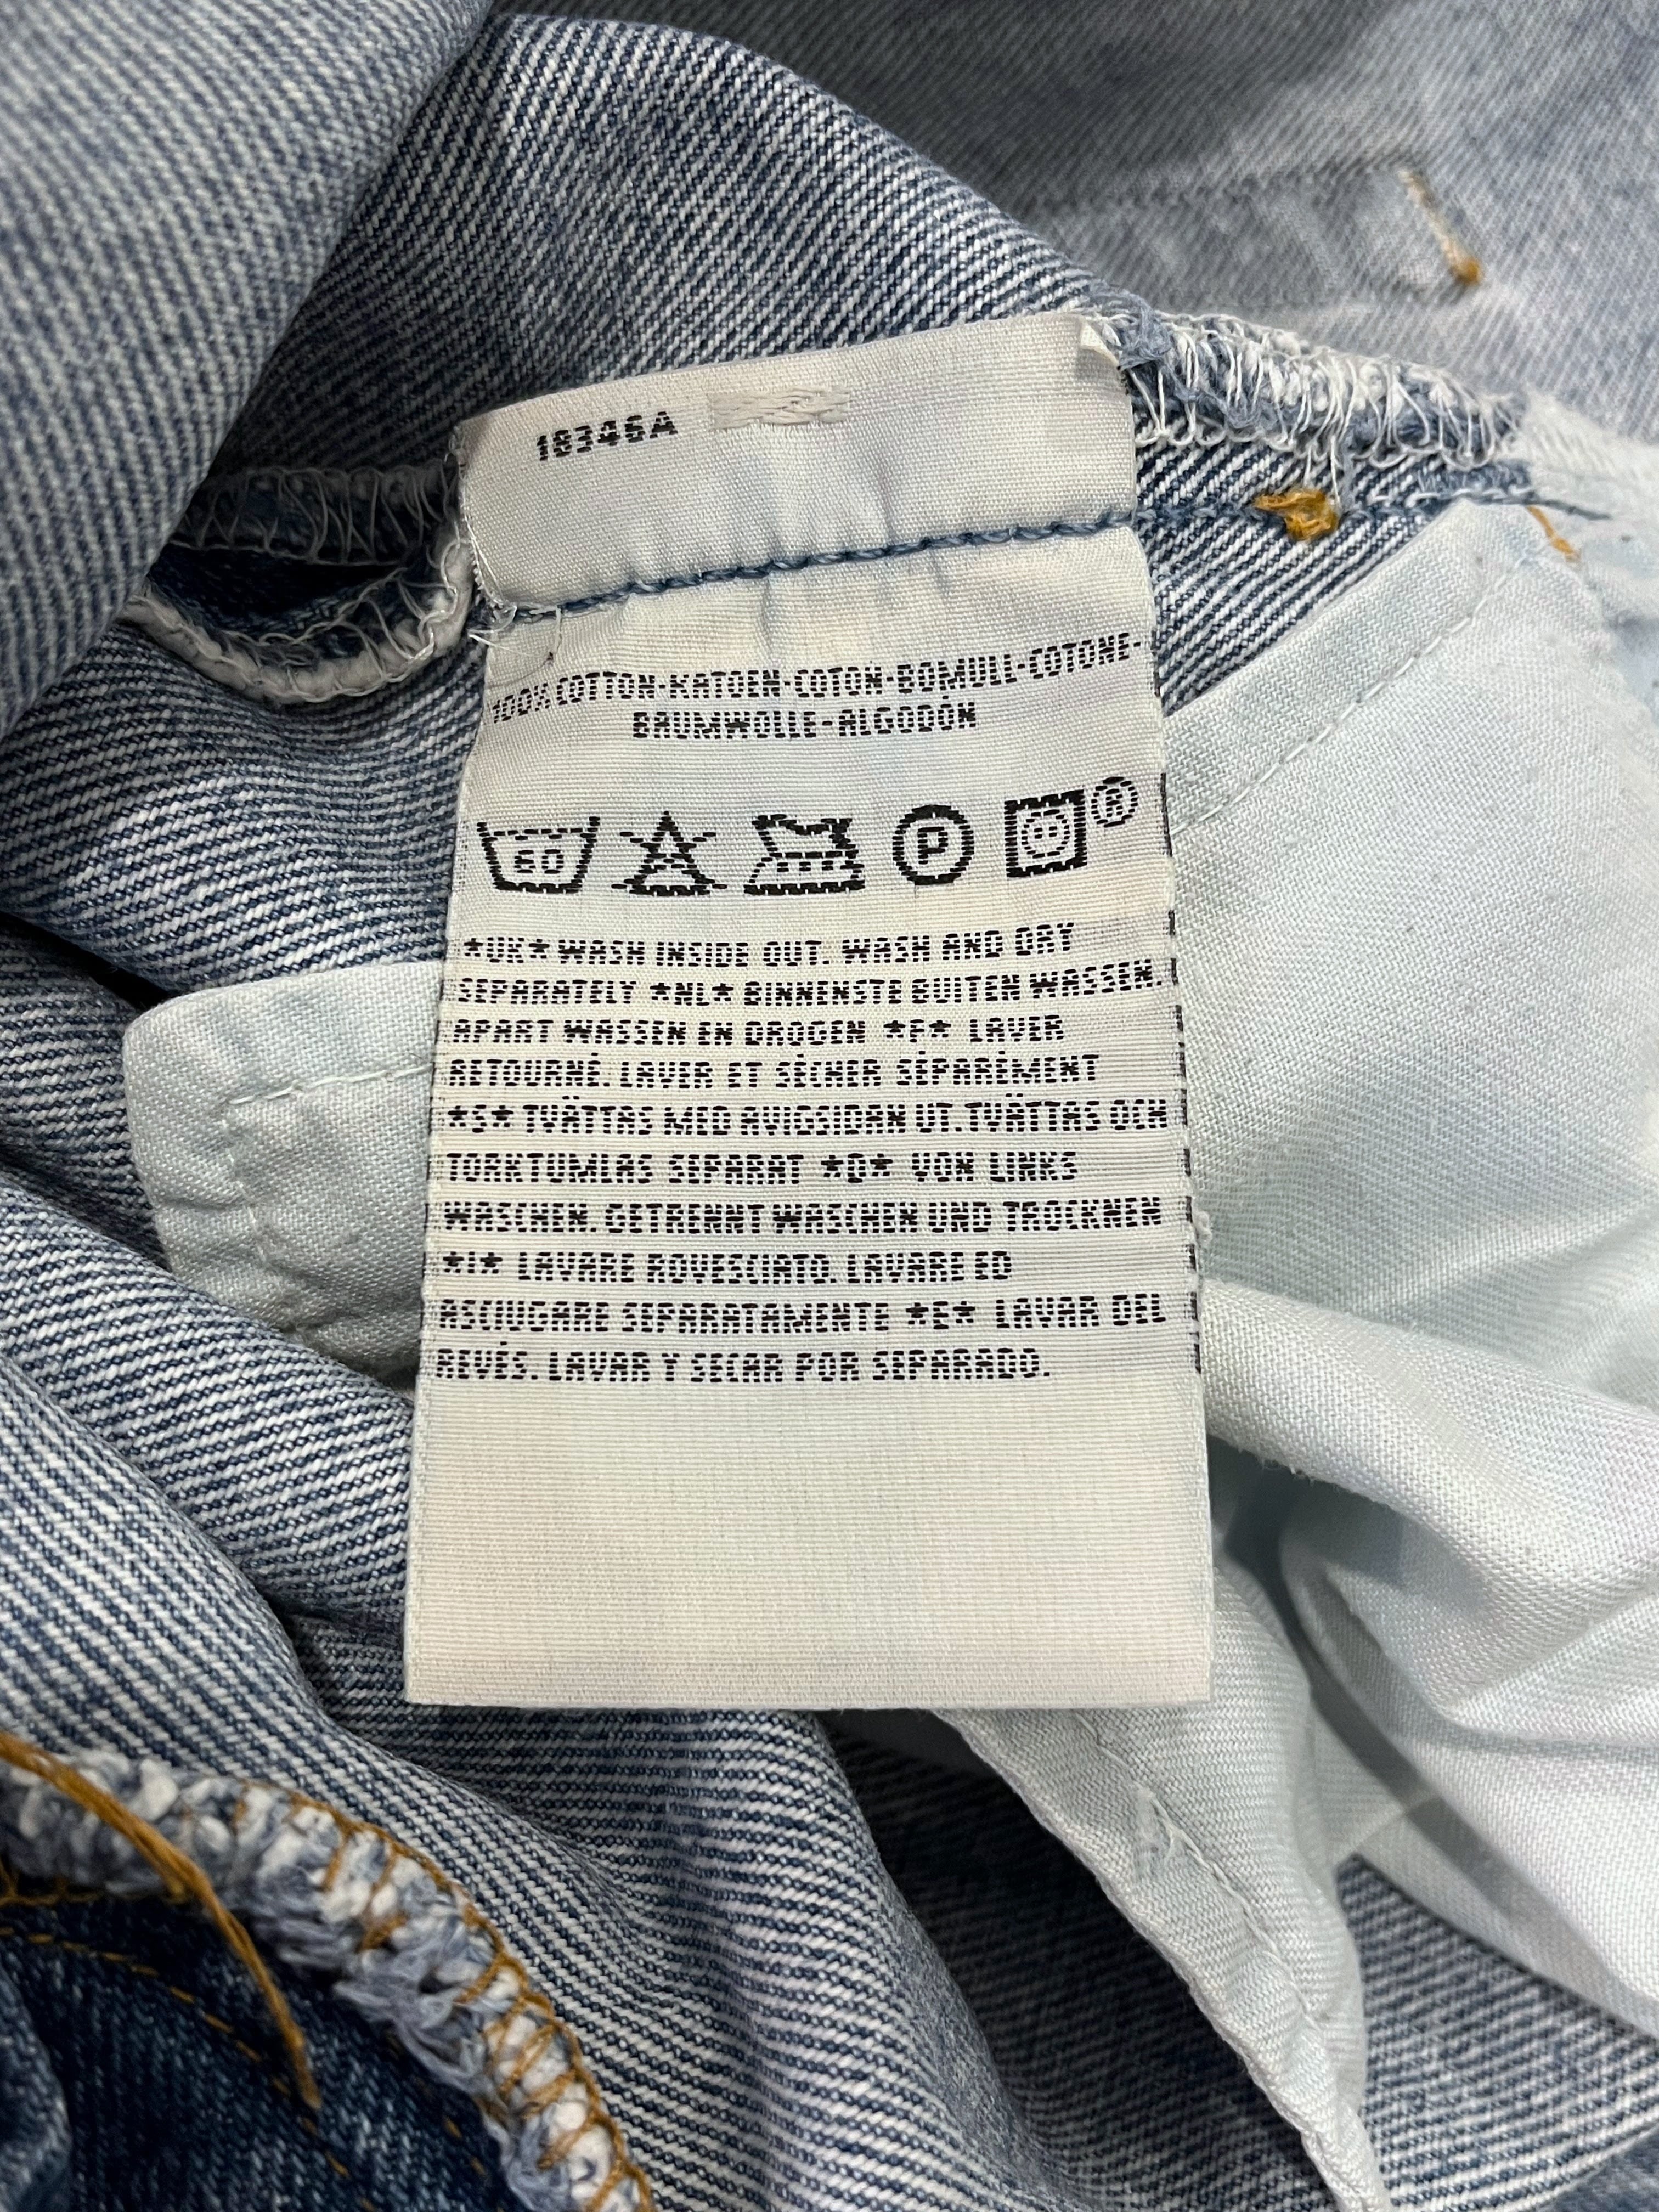 18346A
100% COTTON-KATOEN-COTON-BOMULL-COTONE-
BAUMWOLLE-ALGODÓN
60 P ®
*UK* WASH INSIDE OUT. WASH AND DRY
SEPARATELY *NL* BINNENSTE BUITEN WASSEN.
APART WASSEN EN DROGEN *F* LAVER
RETOURNÉ. LAVER ET SÉCHER SÉPARÉMENT
*S* TVÄTTAS MED AVIGSIDAN UT.TVÄTTAS OCH
TORKTUMLAS SEPARAT *D* VON LINKS
WASCHEN. GETRENNT WASCHEN UND TROCKNEN
*I* LAVARE ROVESCIATO. LAVARE ED
ASCIUGARE SEPARATAMENTE *E* LAVAR DEL
REVÉS. LAVAR Y SECAR POR SEPARADO.